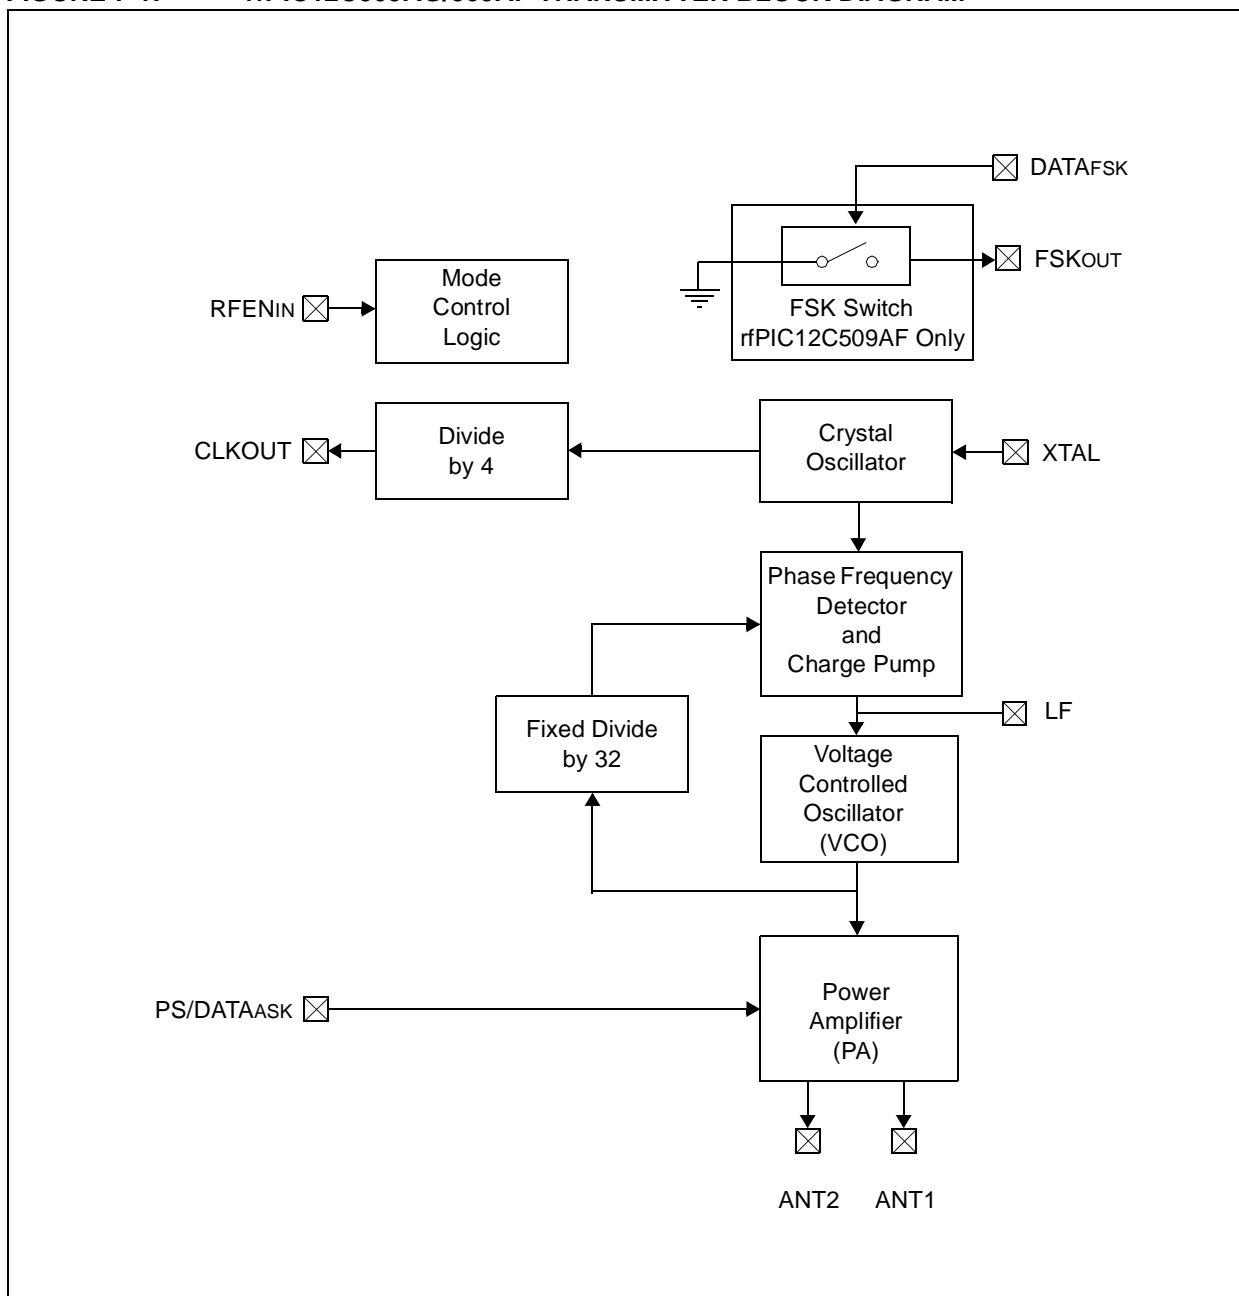 DATAFSK
FSKOUT
FSK Switch
rfPIC12C509AF Only
RFENIN
Mode
Control
Logic
CLKOUT
Divide
by 4
Crystal
Oscillator
XTAL
Phase Frequency
Detector
and
Charge Pump
LF
Fixed Divide
by 32
Voltage
Controlled
Oscillator
(VCO)
PS/DATAASK
Power
Amplifier
(PA)
ANT2
ANT1